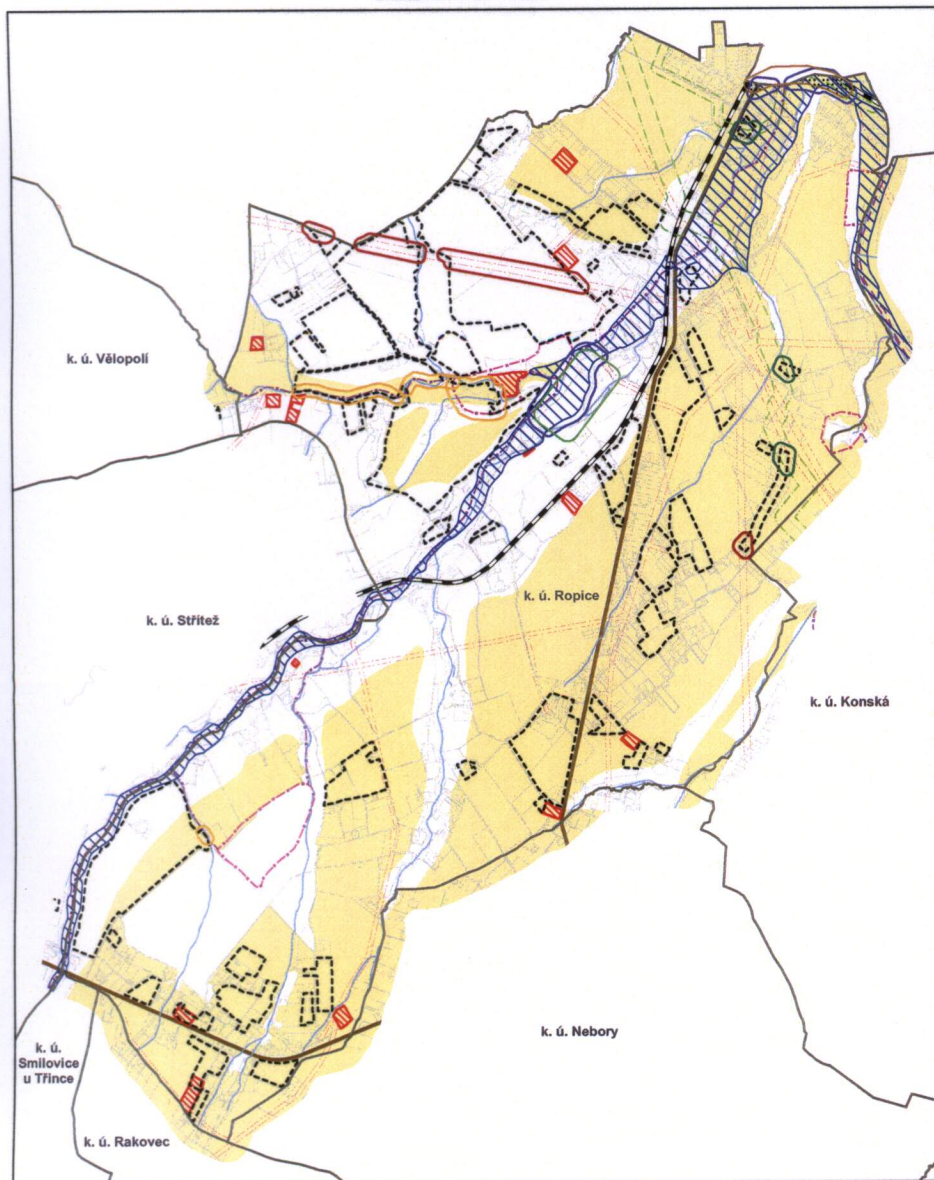 k. ú. Vělopolí
k. ú. Střítež
k. ú. Ropice
k. ú. Konská
k. ú. Nebory
k. ú.
Smilovice
u Třince
k. ú. Rakovec